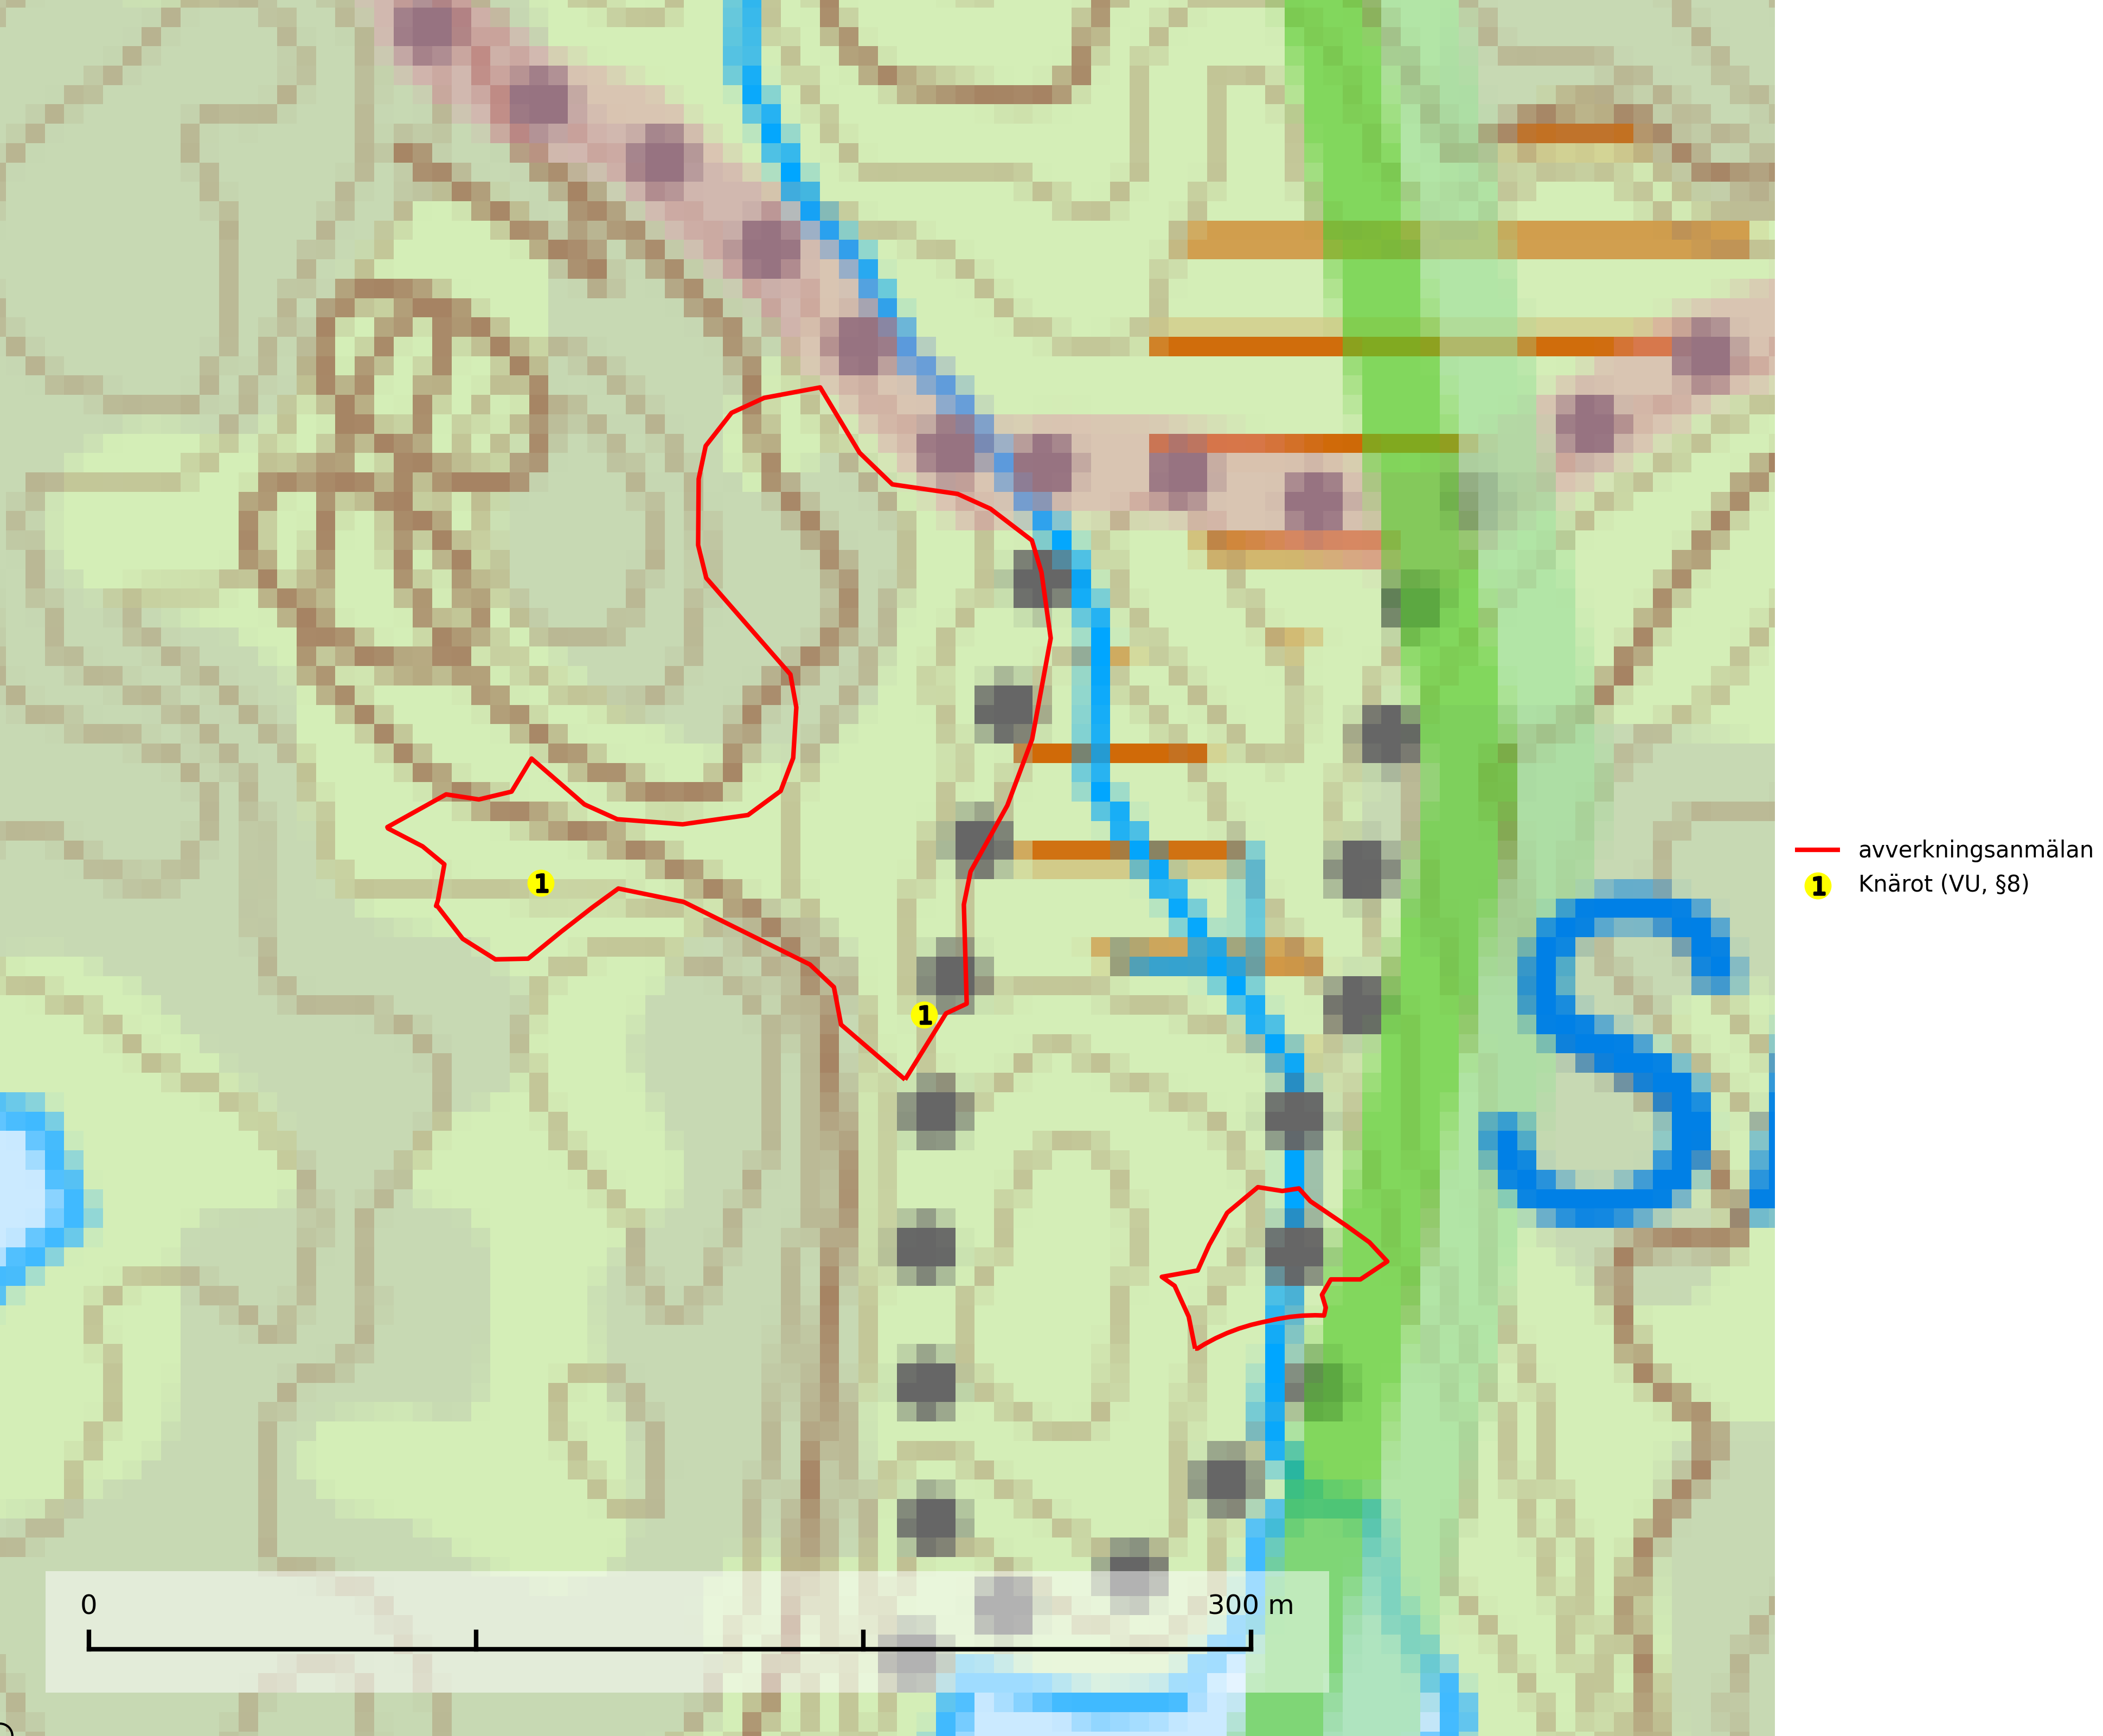 1
1
S
avverkningsanmälan
1 Knärot (VU, §8)
0 300 m